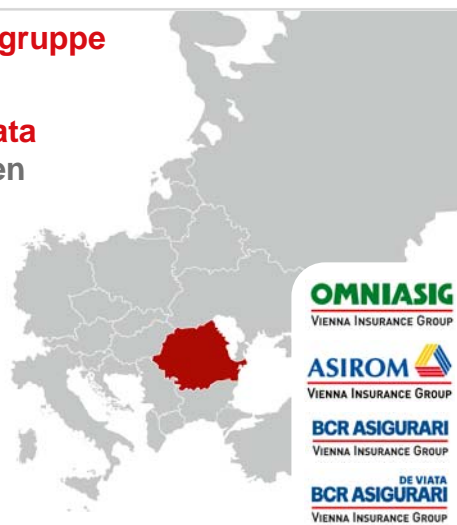 gruppe
ata
en
OMNIASIG
VIENNA INSURANCE GROUP
ASIROM
VIENNA INSURANCE GROUP
BCR ASIGURARI
VIENNA INSURANCE GROUP
DE VIATA
BCR ASIGURARI
VIENNA INSURANCE GROUP